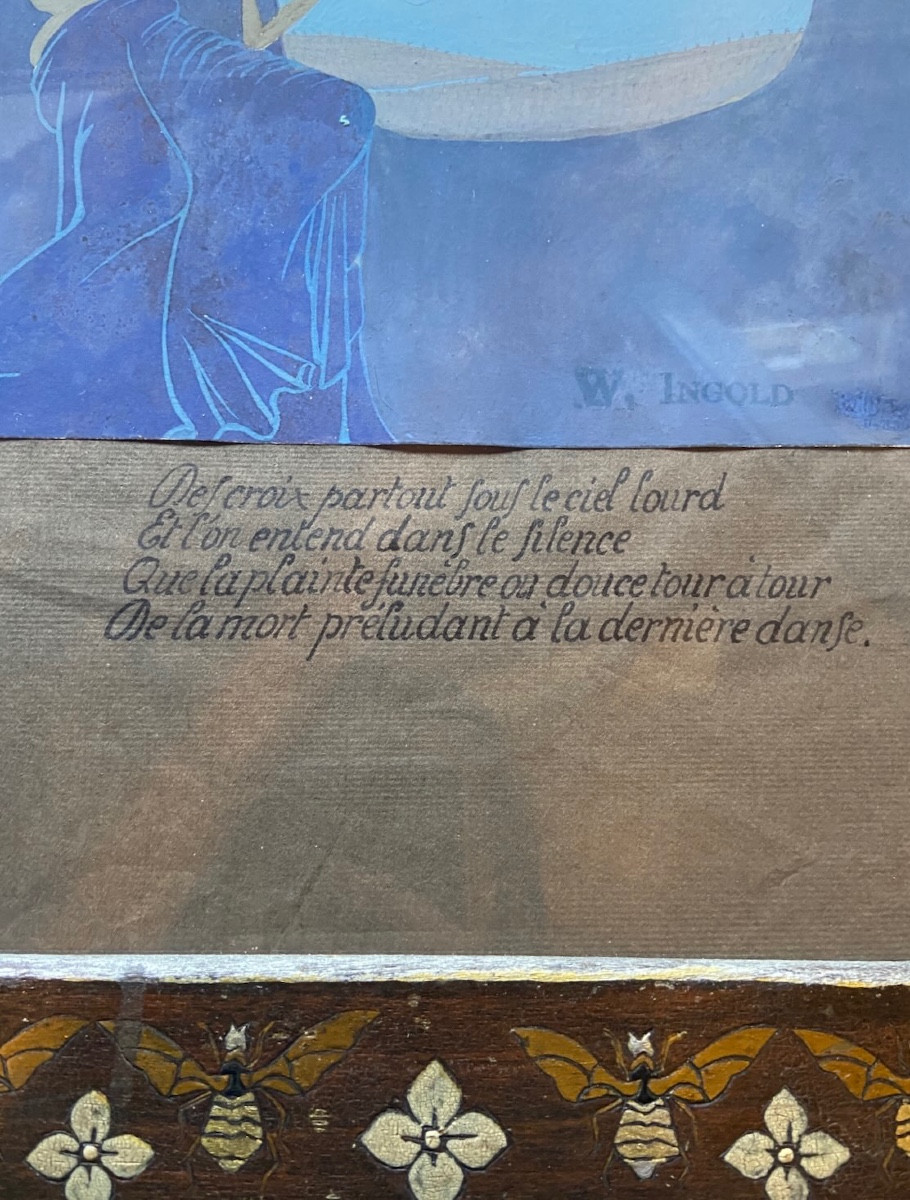 W. INGOLD
Des croix partout sous le ciel lourd
Et l'on entend dans le silence
Que la plainte funèbre ou douce tour à tour
De la mort préludant à la dernière danse.